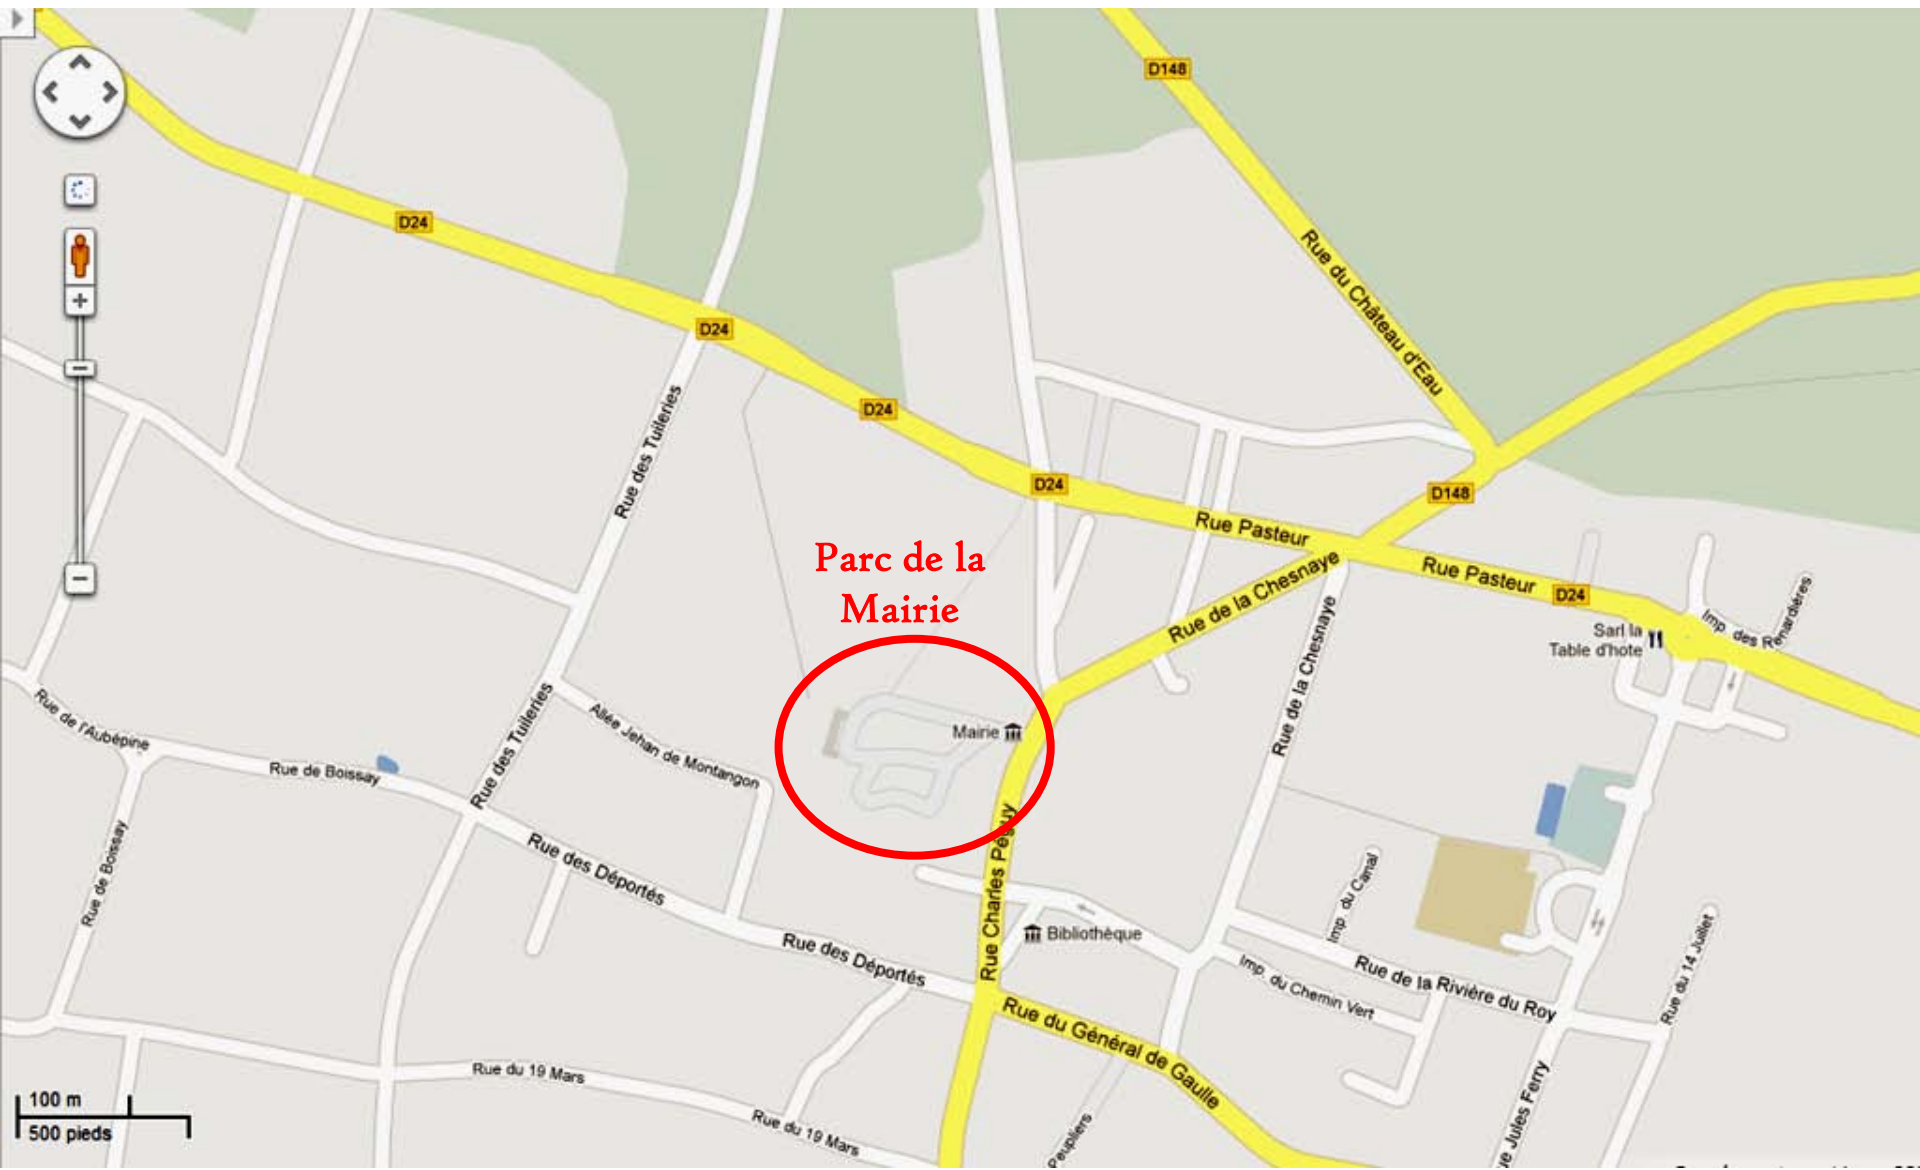 D148
D24
Rue du Château d'Eau
D24
D24
Rue des Tuileries
D24
D148
Rue Pasteur
Parc de la
Mairie
Rue de la Chesnaye
Rue Pasteur
D24
Imp. des Renardières
Sarl la
Table d'hote
Rue de la Chesnaye
Rue de l'Aubépine
Rue des Tuileries
Allée Jehan de Montangon
Mairie
Rue de Boissay
Rue de Boissay
Rue des Déportés
Rue Charles Péguy
Imp. du Canal
Bibliothèque
Rue des Déportés
Imp. du Chemin Vert
Rue de la Rivière du Roy
Rue du 14 Juillet
Rue du Général de Gaulle
Rue du 19 Mars
Rue du 19 Mars
Peupliers
Jules Ferry
100 m
500 pieds